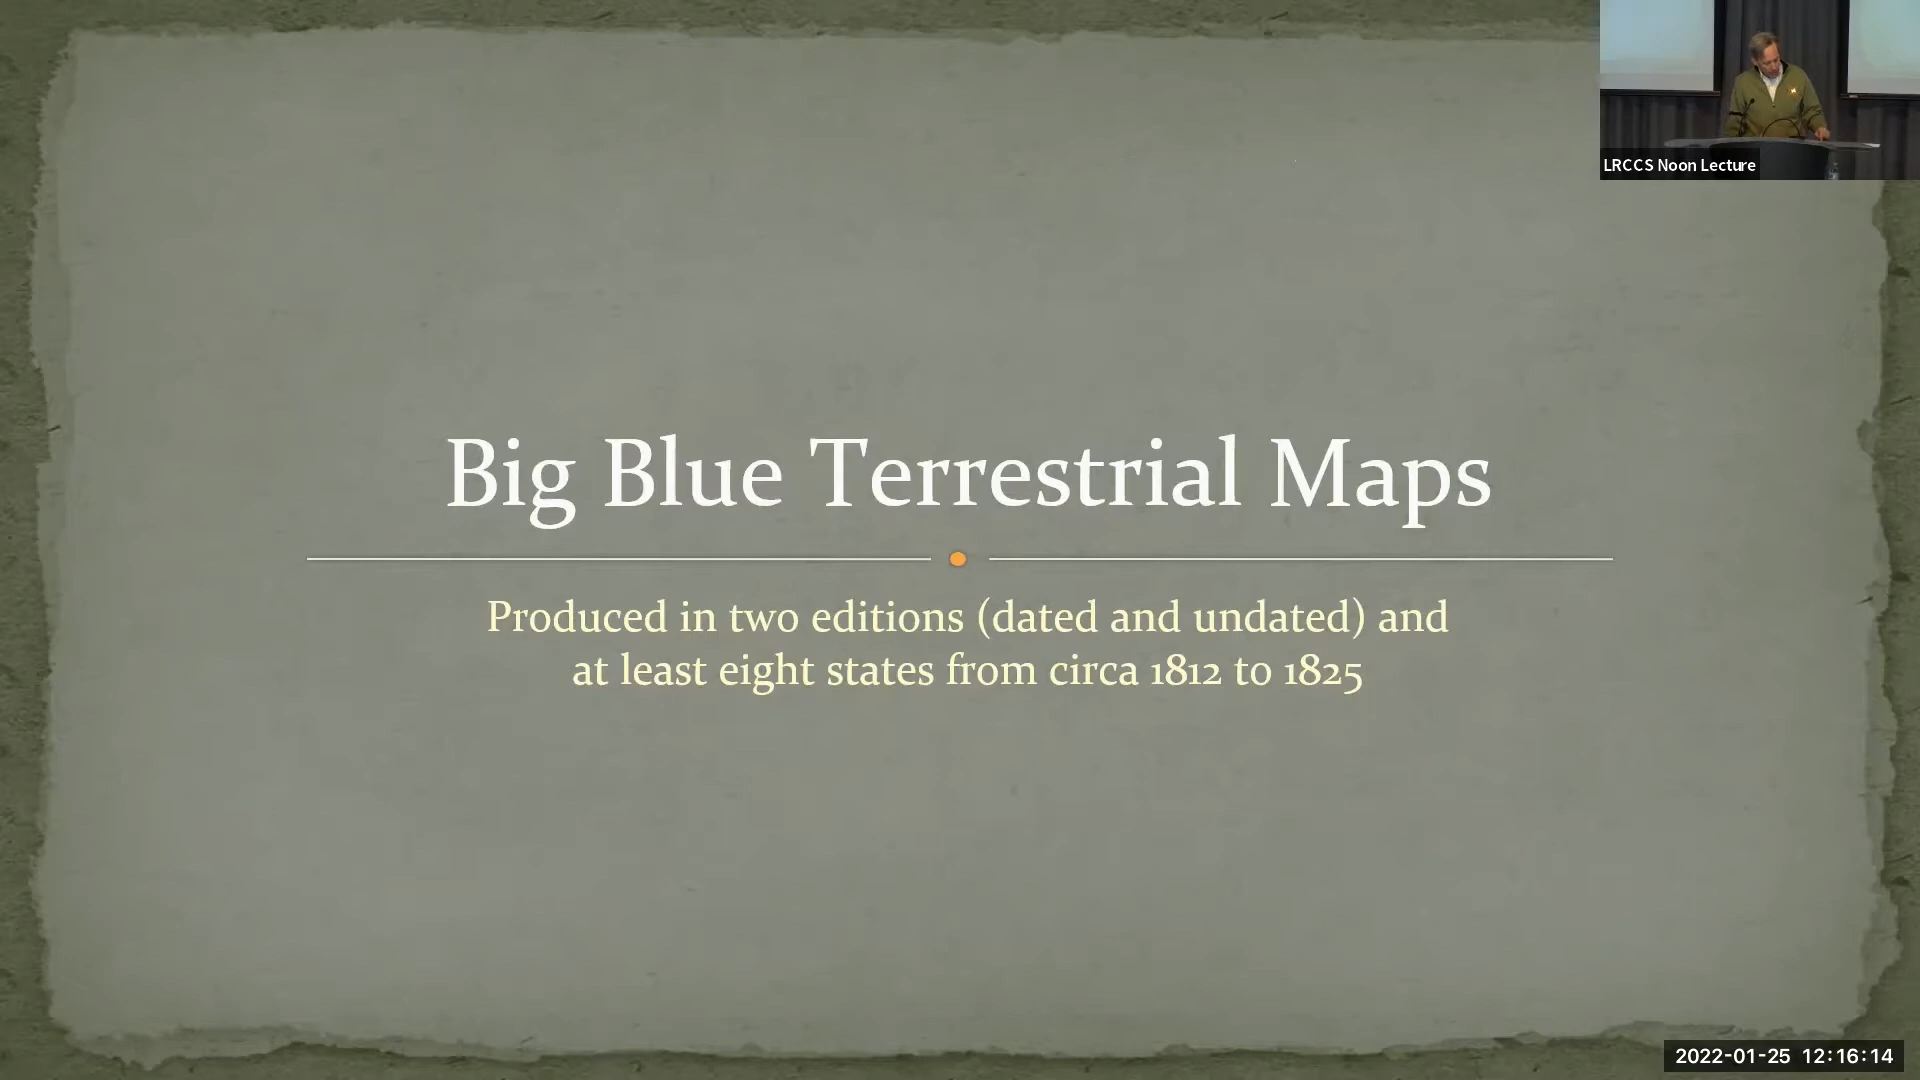 LRCCS Noon Lecture
Big Blue Terrestrial Maps
Produced in two editions (dated and undated) and
at least eight states from circa 1812 to 1825
2022-01-25 12:16:14